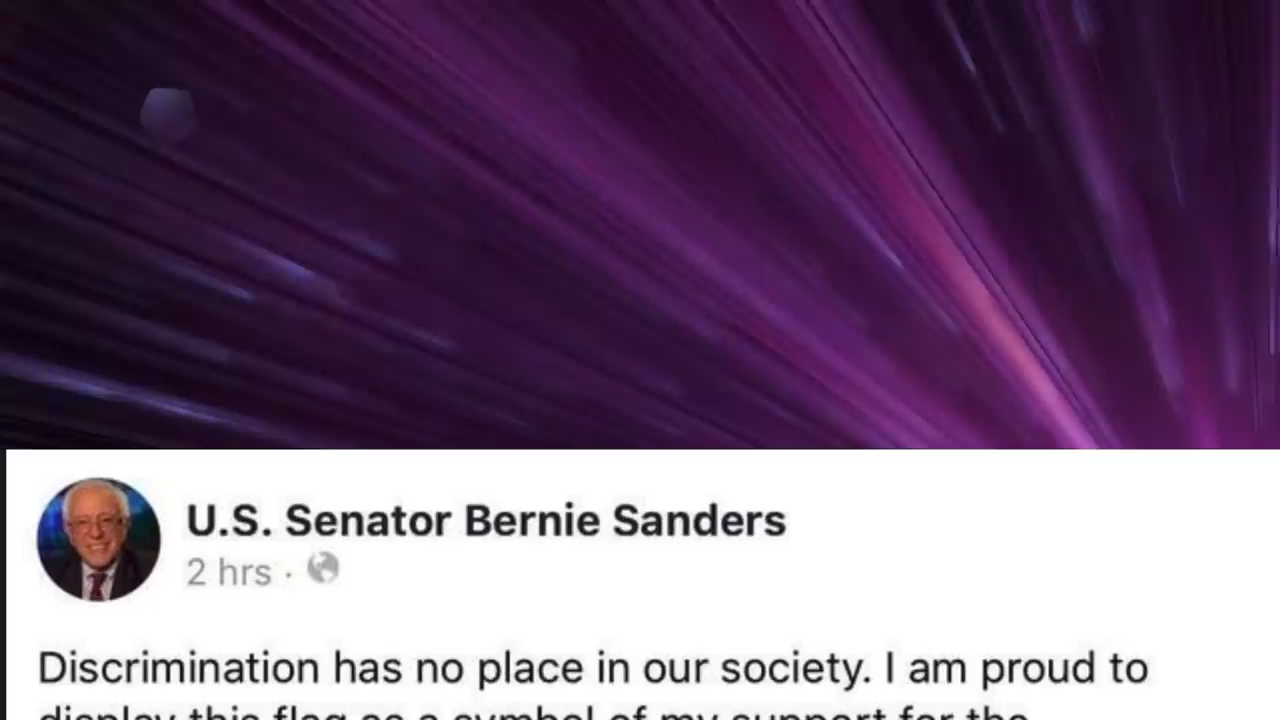 U.S. Senator Bernie Sanders
2 hrs ·
Discrimination has no place in our society. I am proud to
display this flag as a symbol of my support for the